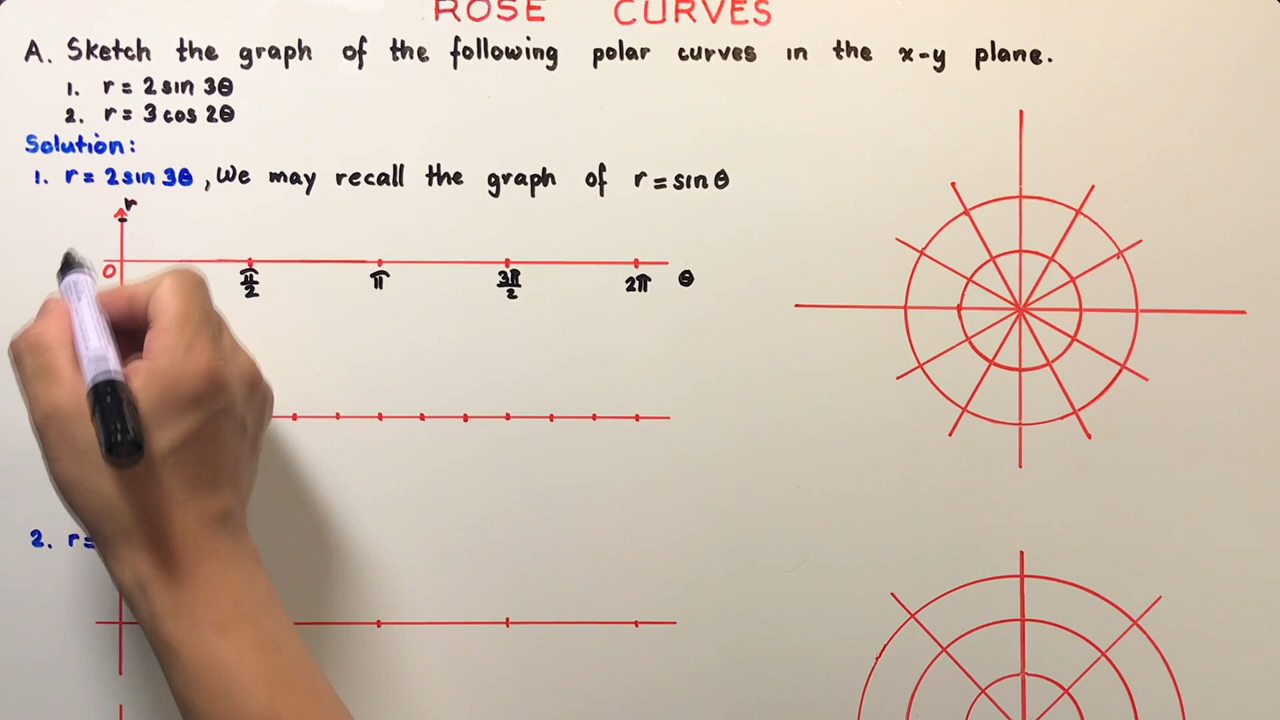 ROSE CURVES
A. Sketch the graph of the following polar curves in the x-y plane.
1. r = 2 sin 3θ
2. r = 3 cos 2θ
Solution:
1. r = 2 sin 3θ, We may recall the graph of r = sin θ
r
0 π/2 π 3π/2 2π θ
2. r =